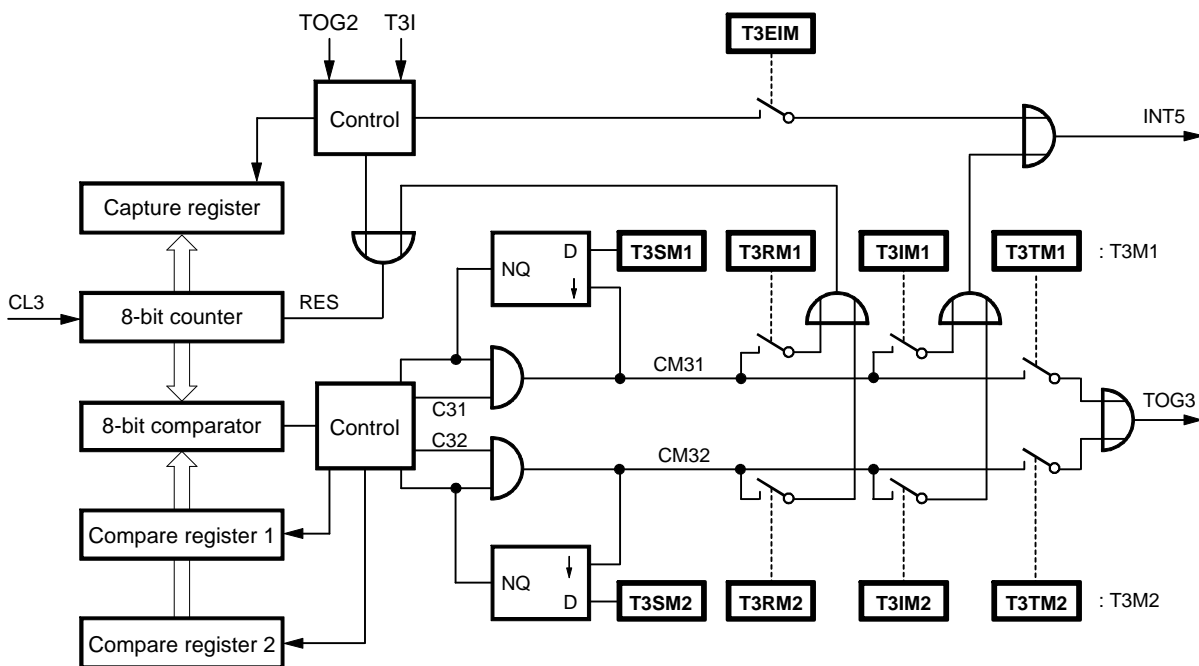 TOG2 T3I
T3EIM
Control
INT5
Capture register
NQ D T3SM1 T3RM1 T3IM1 T3TM1 : T3M1
CL3
8-bit counter
RES
CM31
C31
TOG3
8-bit comparator
Control
C32
CM32
Compare register 1
NQ
D T3SM2 T3RM2 T3IM2 T3TM2 : T3M2
Compare register 2